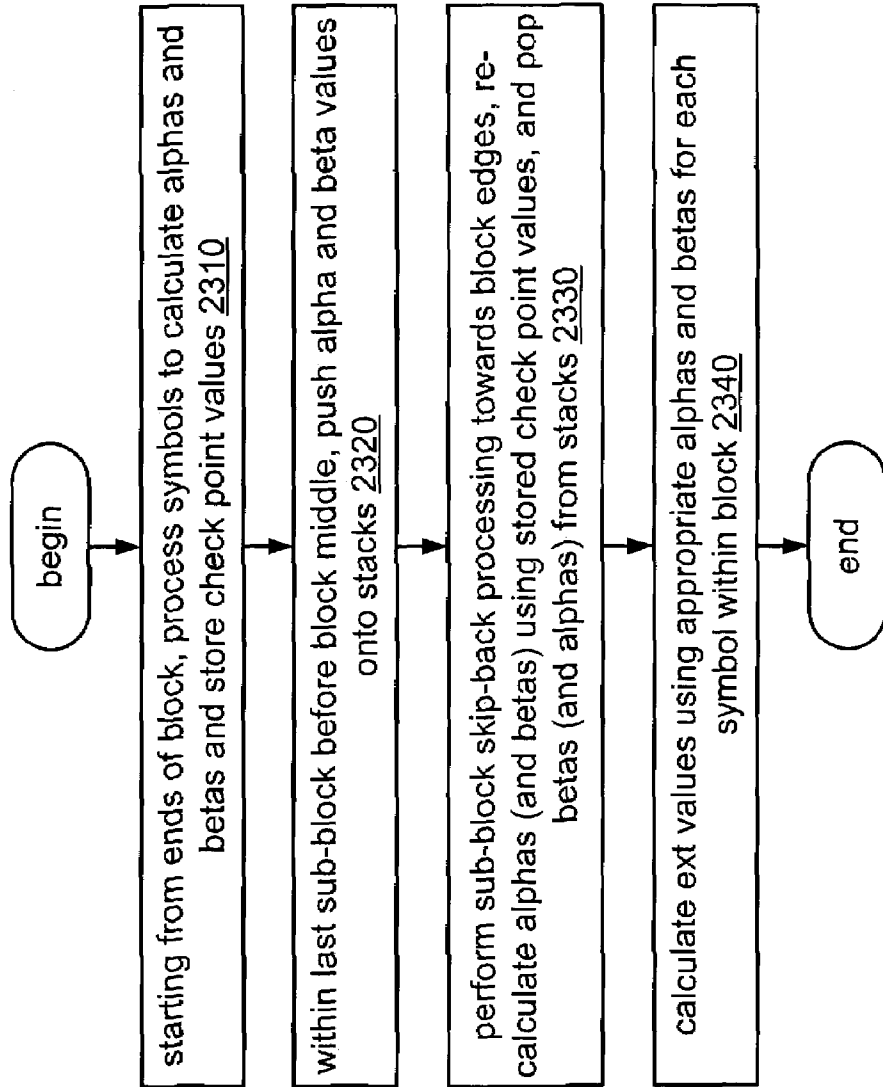 begin
starting from ends of block, process symbols to calculate alphas and
betas and store check point values 2310
within last sub-block before block middle, push alpha and beta values
onto stacks 2320
perform sub-block skip-back processing towards block edges, re-
calculate alphas (and betas) using stored check point values, and pop
betas (and alphas) from stacks 2330
calculate ext values using appropriate alphas and betas for each
symbol within block 2340
end